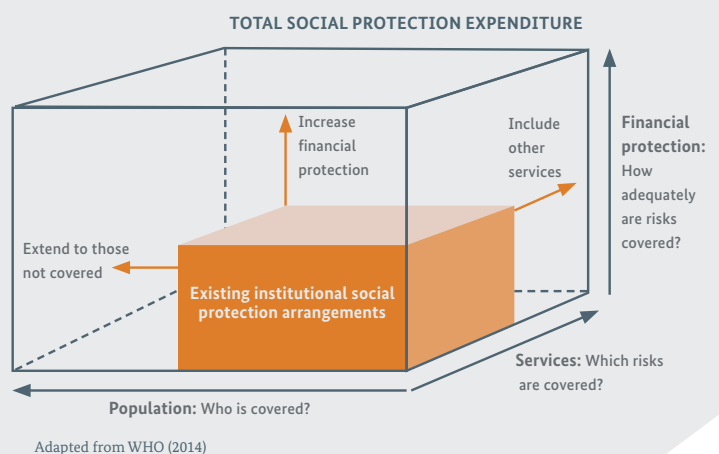 TOTAL SOCIAL PROTECTION EXPENDITURE
Increase
financial
protection
Include
other
services
Financial
protection:
How
adequately
are risks
covered?
Extend to those
not covered
Existing institutional social
protection arrangements
Services: Which risks
are covered?
Population: Who is covered?
Adapted from WHO (2014)